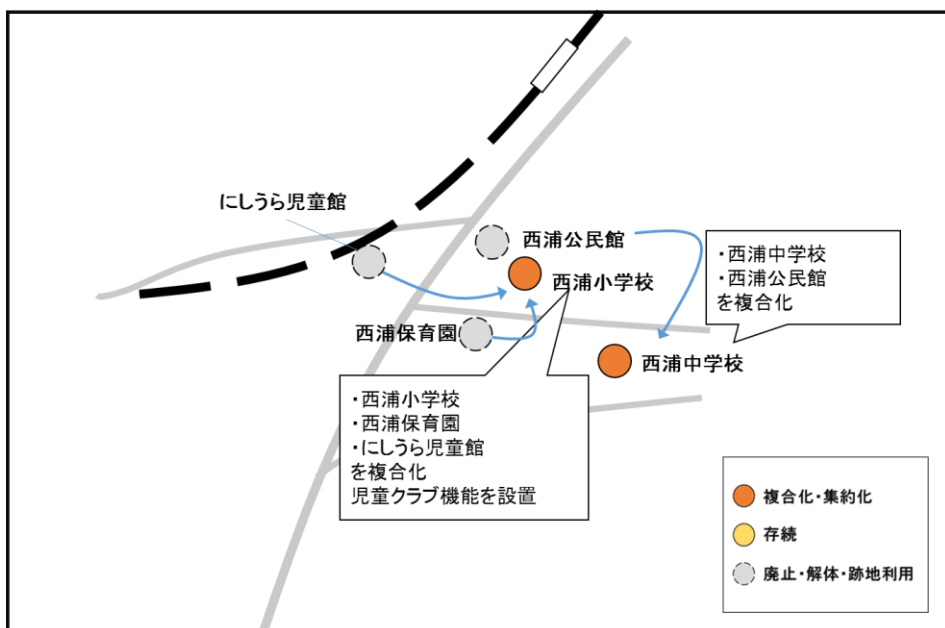 にしうら児童館
西浦公民館
西浦小学校
西浦保育園
西浦中学校
・西浦中学校
・西浦公民館
を複合化
・西浦小学校
・西浦保育園
・にしうら児童館
を複合化
児童クラブ機能を設置
複合化・集約化
存続
廃止・解体・跡地利用